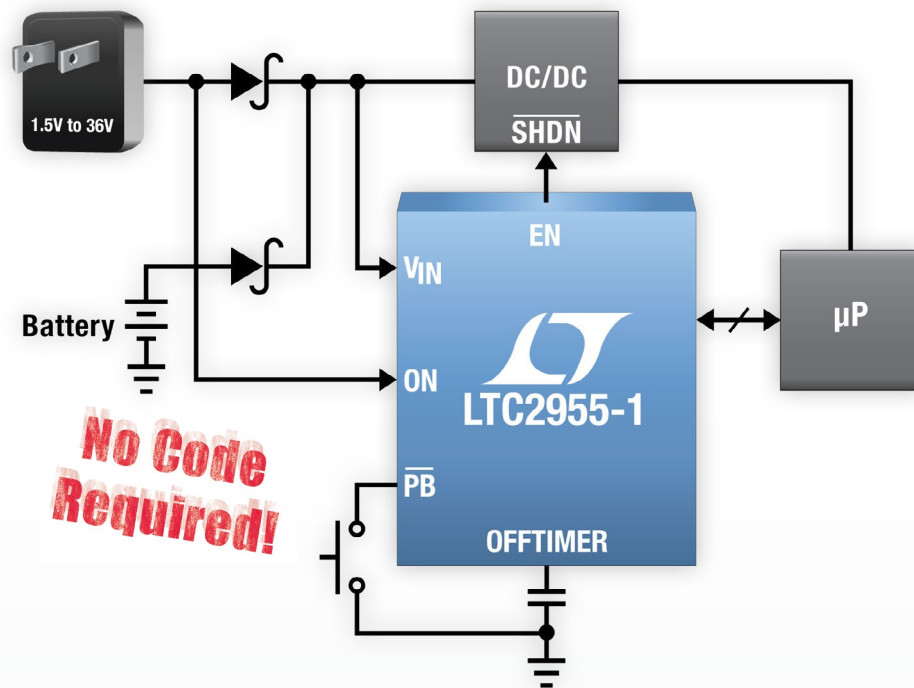 1.5V to 36V
DC/DC
SHDN
EN
VIN
Battery
µP
ON
LTC2955-1
No Code
Required!
PB
OFFTIMER